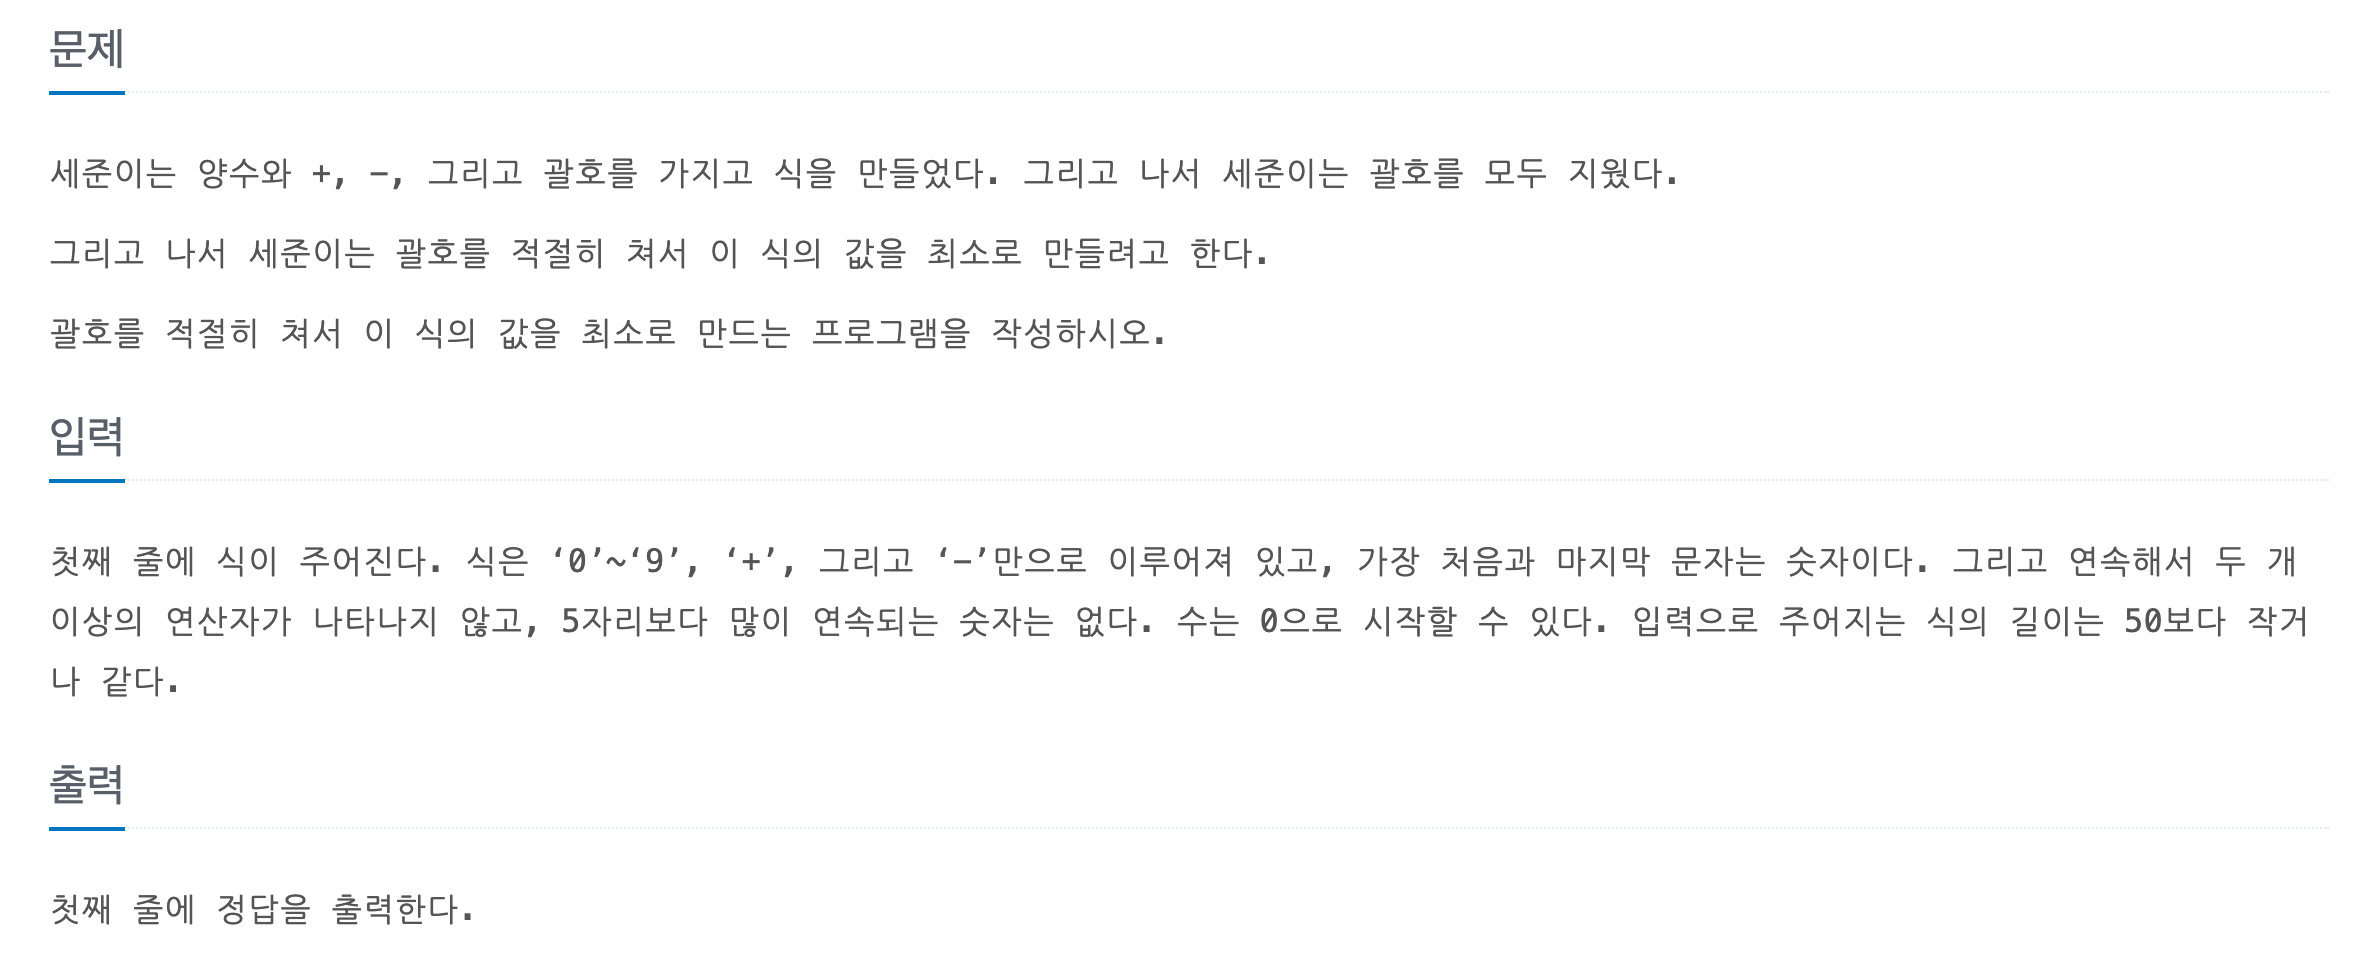 문제
세준이는 양수와 +, -, 그리고 괄호를 가지고 식을 만들었다. 그리고 나서 세준이는 괄호를 모두 지웠다.
그리고 나서 세준이는 괄호를 적절히 쳐서 이 식의 값을 최소로 만들려고 한다.
괄호를 적절히 쳐서 이 식의 값을 최소로 만드는 프로그램을 작성하시오.
입력
첫째 줄에 식이 주어진다. 식은 ‘0’~‘9’, ‘+’, 그리고 ‘-’만으로 이루어져 있고, 가장 처음과 마지막 문자는 숫자이다. 그리고 연속해서 두 개
이상의 연산자가 나타나지 않고, 5자리보다 많이 연속되는 숫자는 없다. 수는 0으로 시작할 수 있다. 입력으로 주어지는 식의 길이는 50보다 작거
나 같다.
출력
첫째 줄에 정답을 출력한다.